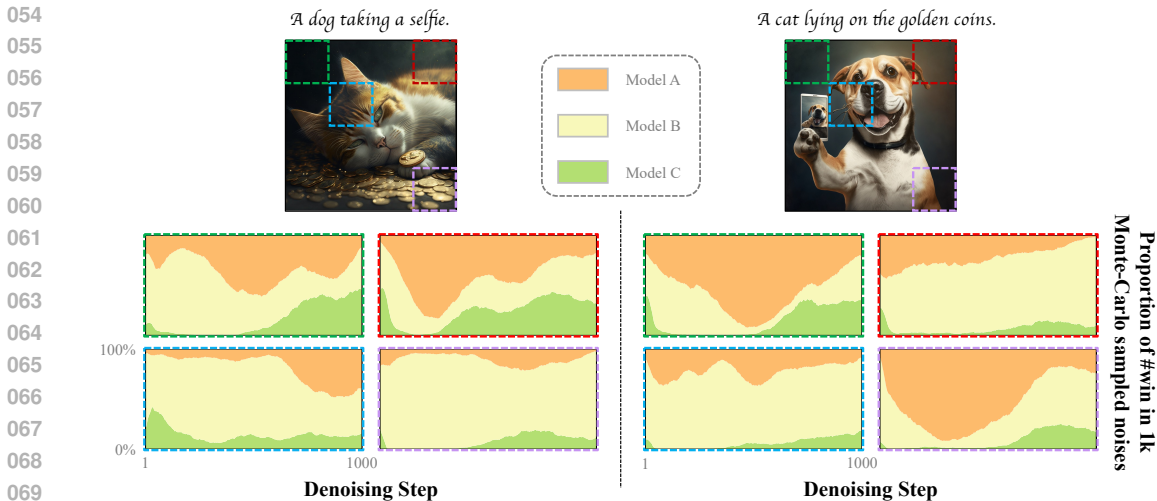 054
055
056
057
058
059
060
061
062
063
064
065
066
067
068
069
A dog taking a selfie.
A cat lying on the golden coins.
Model A
Model B
Model C
100%
0%
1
1000
Denoising Step
1
1000
Denoising Step
Proportion of #win in 1k
Monte-Carlo sampled noises